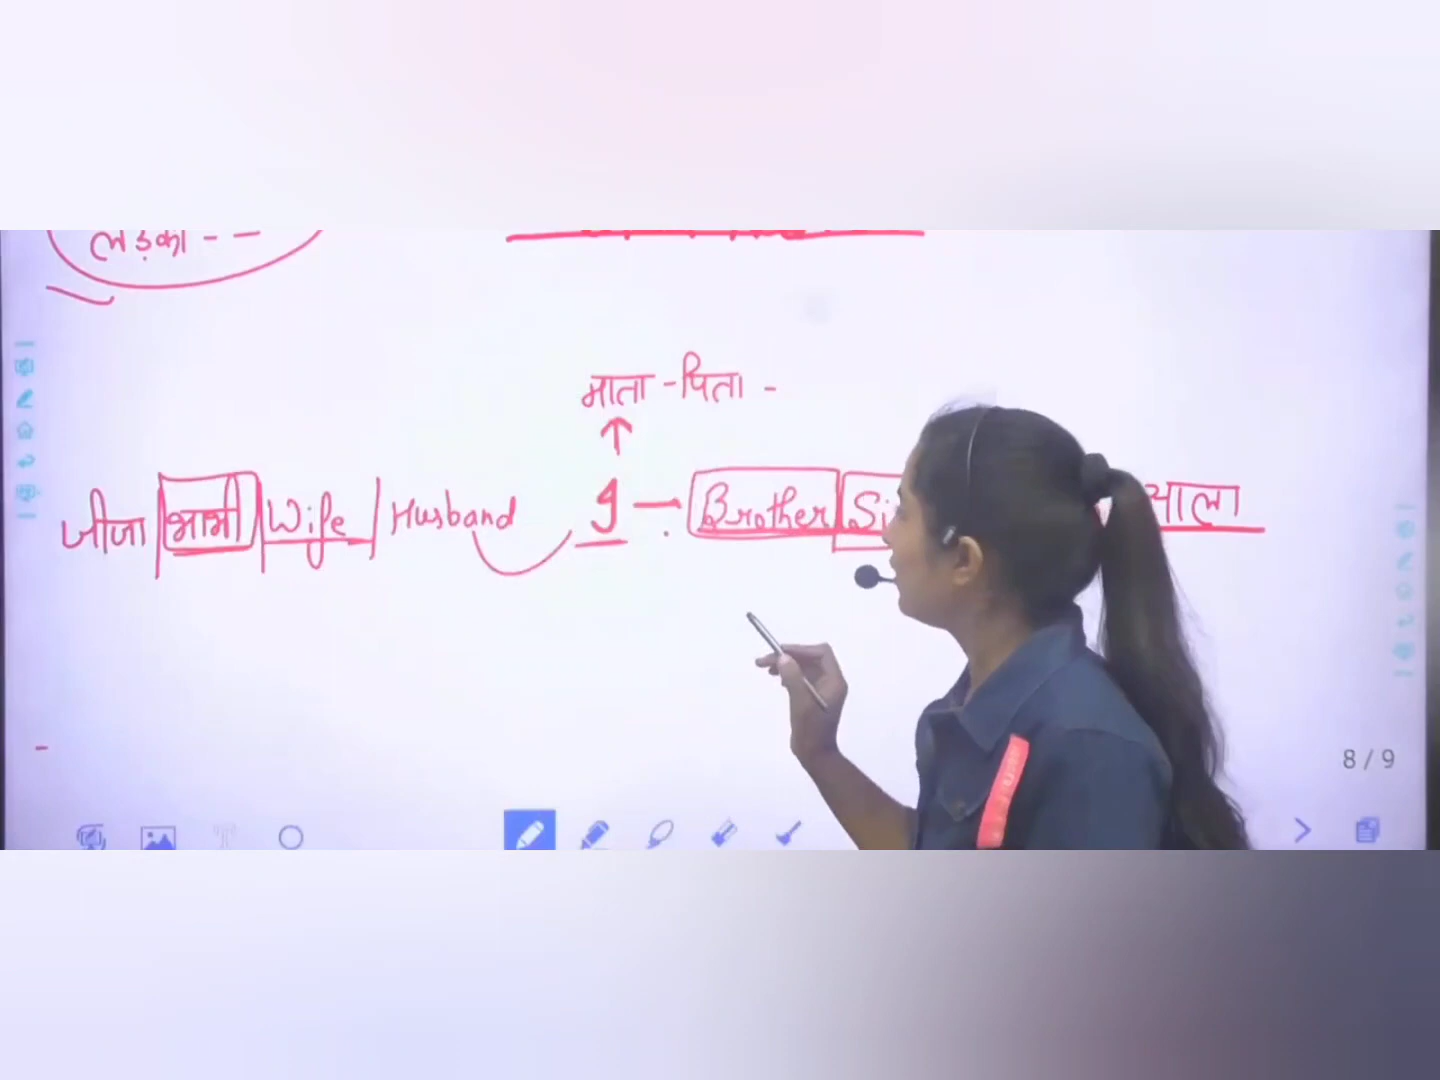 लड़का - -
माता - पिता -
जीजा | भाभी | Wife | Husband I → Brother Si
8 / 9